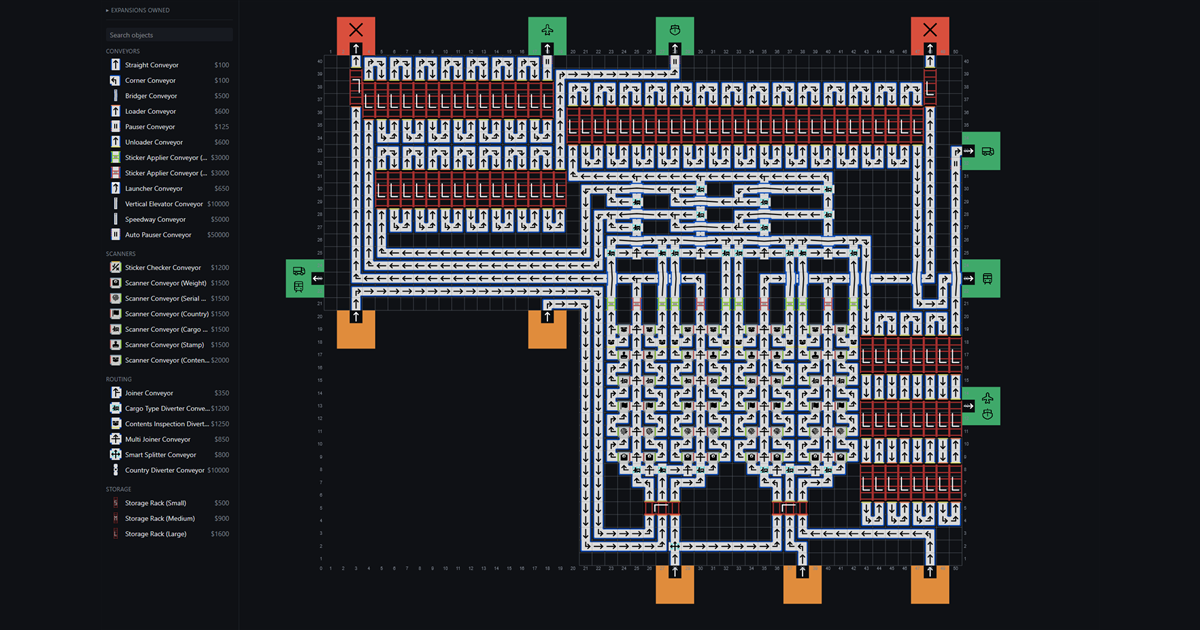 ▸ EXPANSIONS OWNED
Search objects
CONVEYORS
Straight Conveyor $100
Corner Conveyor $100
Bridger Conveyor $500
Loader Conveyor $600
Pauser Conveyor $125
Unloader Conveyor $600
Sticker Applier Conveyor (... $3000
Sticker Applier Conveyor (... $3000
Launcher Conveyor $650
Vertical Elevator Conveyor $10000
Speedway Conveyor $5000
Auto Pauser Conveyor $50000
SCANNERS
Sticker Checker Conveyor $1200
Scanner Conveyor (Weight) $1500
Scanner Conveyor (Serial ... $1500
Scanner Conveyor (Country) $1500
Scanner Conveyor (Cargo ... $1500
Scanner Conveyor (Stamp) $1500
Scanner Conveyor (Conten... $2000
ROUTING
Joiner Conveyor $350
Cargo Type Diverter Conve... $1200
Contents Inspection Divert... $1250
Multi Joiner Conveyor $850
Smart Splitter Conveyor $800
Country Diverter Conveyor $10000
STORAGE
Storage Rack (Small) $500
Storage Rack (Medium) $900
Storage Rack (Large) $1600